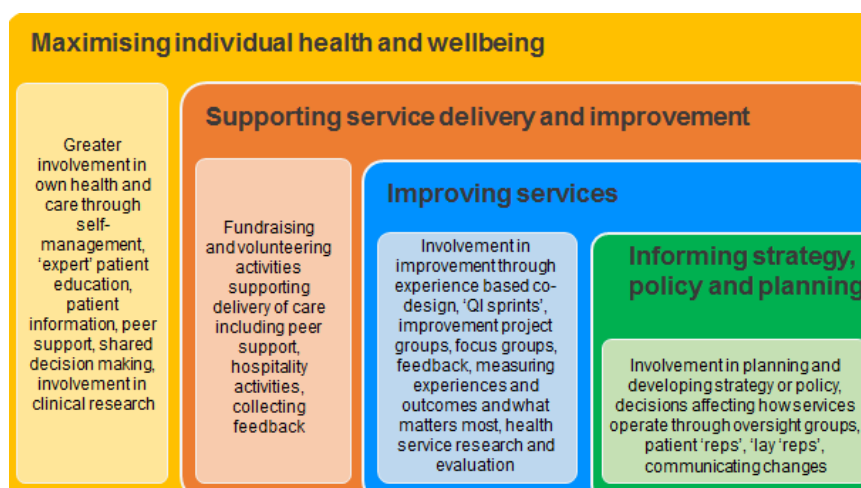 Maximising individual health and wellbeing
Greater
involvement in
own health and
care through
self-
management,
‘expert’ patient
education,
patient
information, peer
support, shared
decision making,
involvement in
clinical research
Supporting service delivery and improvement
Fundraising
and volunteering
activities
supporting
delivery of care
including peer
support,
hospitality
activities,
collecting
feedback
Improving services
Involvement in
improvement through
experience based co-
design, ‘QI sprints’,
improvement project
groups, focus groups,
feedback, measuring
experiences and
outcomes and what
matters most, health
service research and
evaluation
Informing strategy,
policy and planning
Involvement in planning and
developing strategy or policy,
decisions affecting how services
operate through oversight groups,
patient ‘reps’, ‘lay ‘reps’,
communicating changes